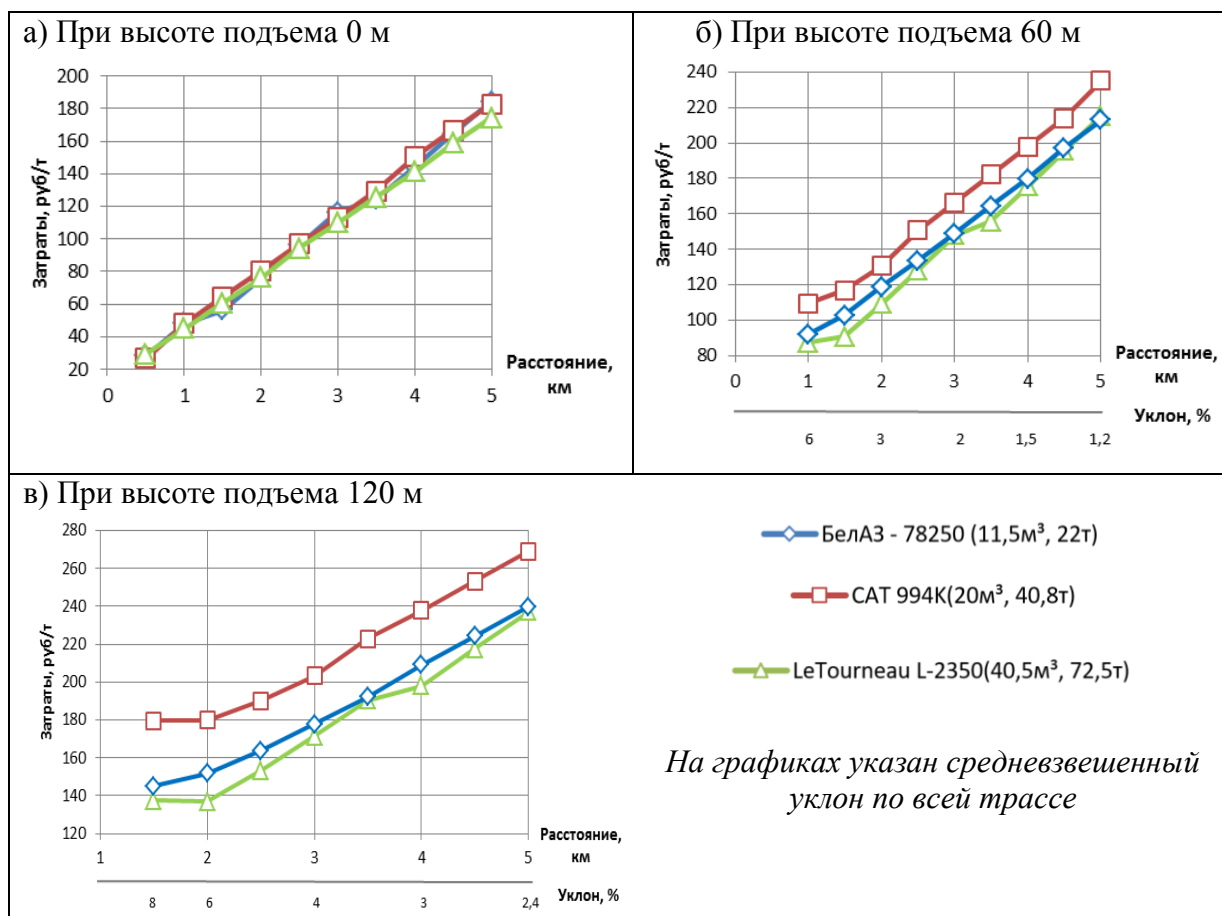 а) При высоте подъема 0 м
Затраты, руб/т
200
180
160
140
120
100
80
60
40
20
0 1 2 3 4 5
Расстояние,
км
б) При высоте подъема 60 м
Затраты, руб/т
240
220
200
180
160
140
120
100
80
0 1 2 3 4 5
Расстояние,
км
Уклон, %
6 3 2 1,5 1,2
в) При высоте подъема 120 м
Затраты, руб/т
280
260
240
220
200
180
160
140
120
1 2 3 4 5
Расстояние,
км
Уклон, %
8 6 4 3 2,4
БелАЗ - 78250 (11,5м³, 22т)
CAT 994K(20м³, 40,8т)
LeTourneau L-2350(40,5м³, 72,5т)
На графиках указан средневзвешенный
уклон по всей трассе